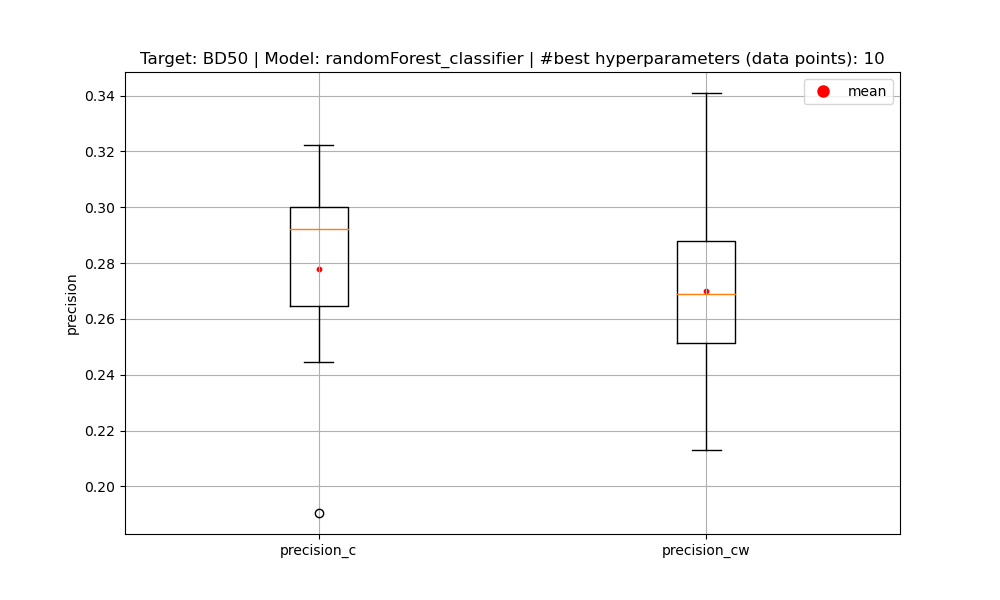 Target: BD50 | Model: randomForest_classifier | #best hyperparameters (data points): 10
mean
0.34
0.32
0.30
0.28
0.26
0.24
0.22
0.20
precision
precision_c
precision_cw